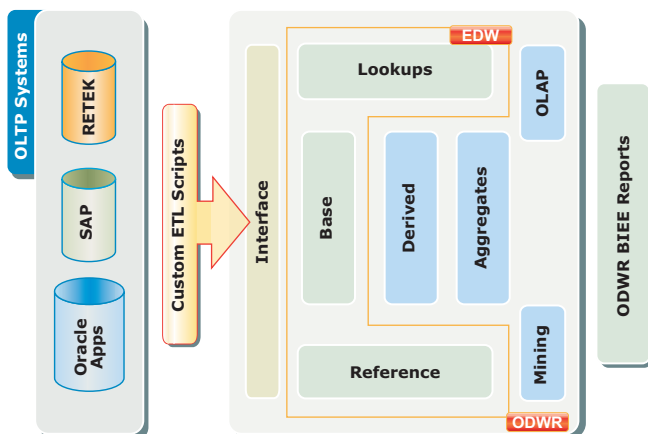 OLTP Systems
RETEK
SAP
Oracle
Apps
Custom ETL Scripts
Interface
EDW
Lookups
Base
Derived
Aggregates
Reference
OLAP
Mining
ODWR
ODWR BIEE Reports